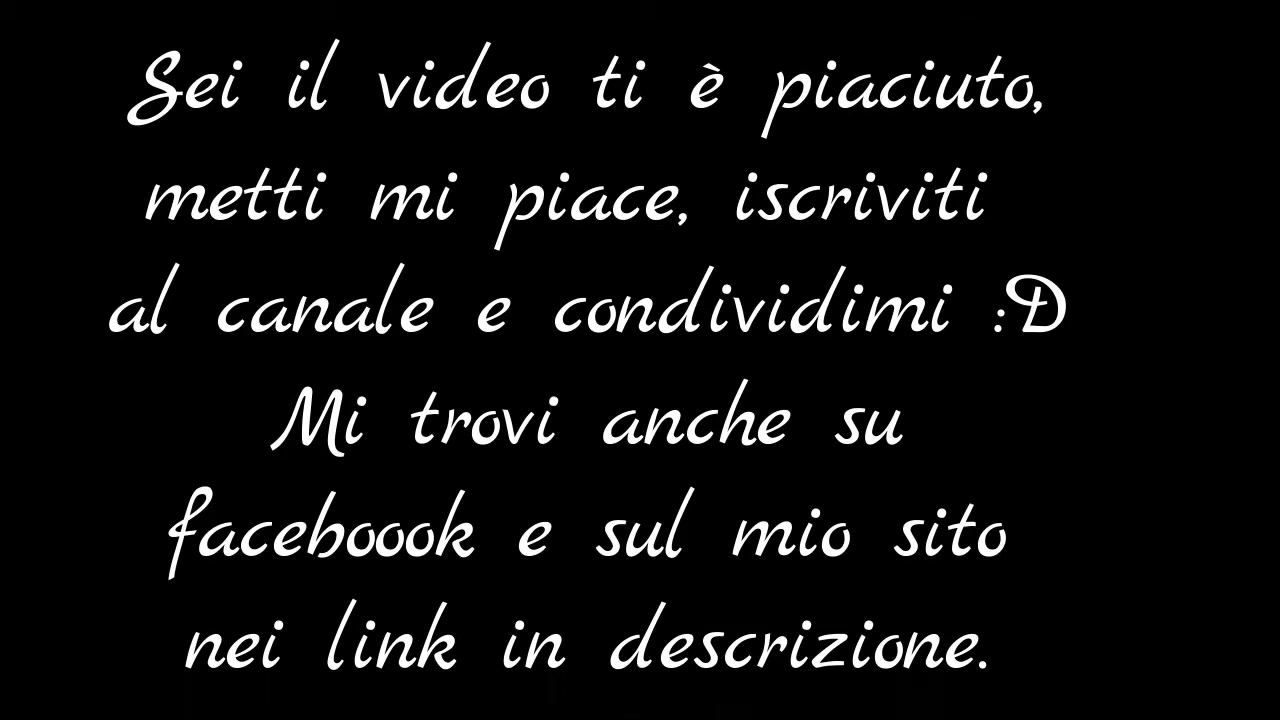 Sei il video ti è piaciuto,
metti mi piace, iscriviti
al canale e condividimi :D
Mi trovi anche su
faceboook e sul mio sito
nei link in descrizione.